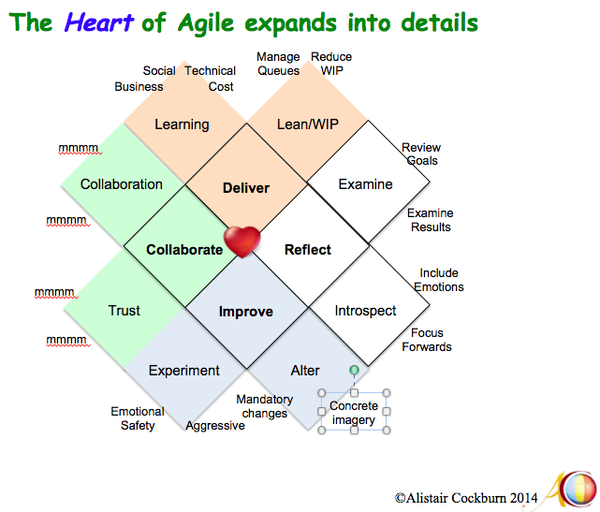 The Heart of Agile expands into details
Manage Reduce
Queues WIP
Social Technical
Business Cost
Learning Lean/WIP
mmmm
Review
Goals
Collaboration Deliver Examine
mmmm
Examine
Results
Collaborate Reflect
Include
Emotions
mmmm
Trust Improve Introspect
mmmm
Focus
Forwards
Experiment Alter
Mandatory
changes
Concrete
imagery
Emotional
Safety
Aggressive
©Alistair Cockburn 2014